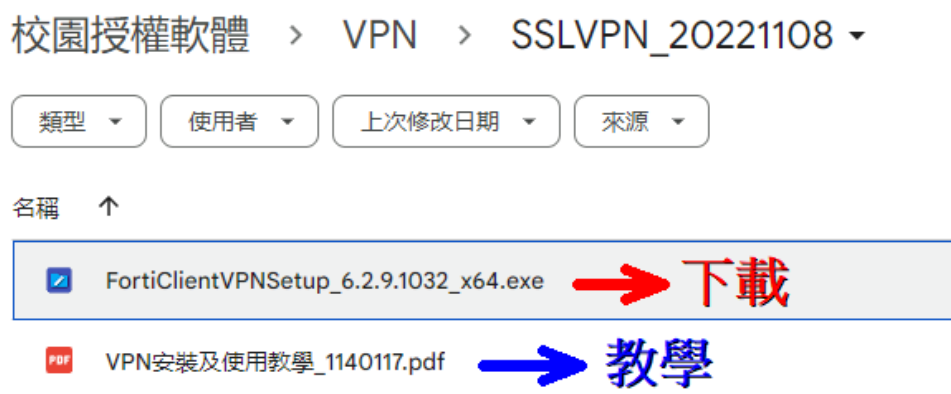 校園授權軟體 > VPN > SSLVPN_20221108
類型 使用者 上次修改日期 來源
名稱
FortiClientVPNSetup_6.2.9.1032_x64.exe 下載
PDF VPN安裝及使用教學_1140117.pdf 教學